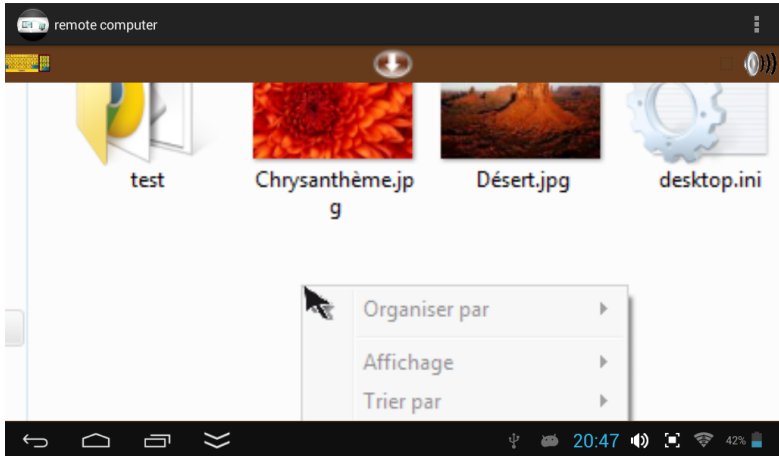 remote computer
test
Chrysanthème.jp
g
Désert.jpg
desktop.ini
Organiser par
Affichage
Trier par
20:47
42%